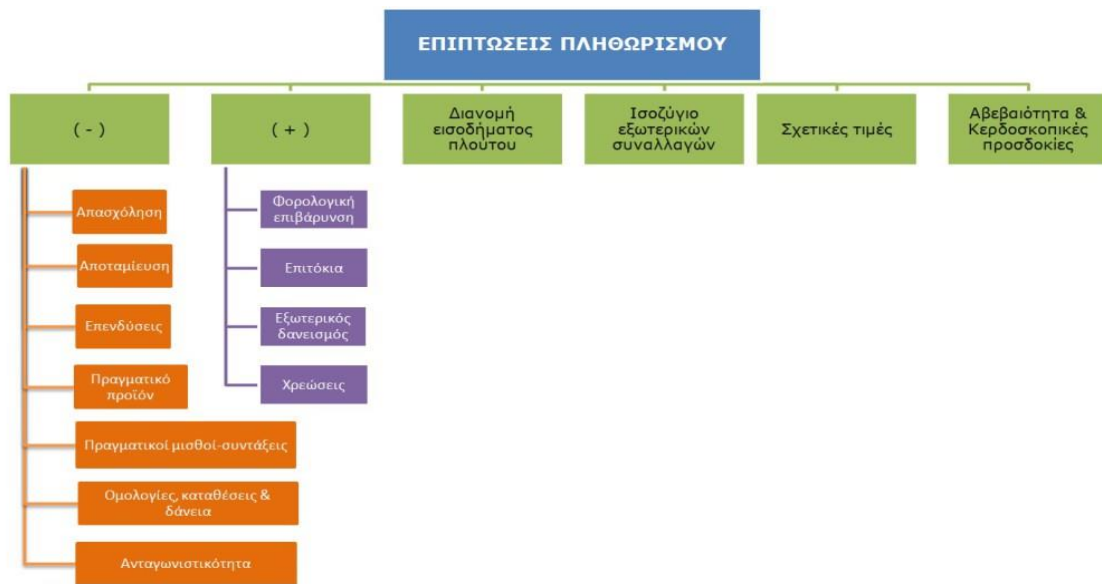 ΕΠΙΠΤΩΣΕΙΣ ΠΛΗΘΩΡΙΣΜΟΥ
( - )
( + )
Διανομή
εισοδήματος
πλούτου
Ισοζύγιο
εξωτερικών
συναλλαγών
Σχετικές τιμές
Αβεβαιότητα &
Κερδοσκοπικές
προσδοκίες
Απασχόληση
Αποταμίευση
Επενδύσεις
Πραγματικό
προϊόν
Πραγματικοί μισθοί-συντάξεις
Ομολογίες, καταθέσεις &
δάνεια
Ανταγωνιστικότητα
Φορολογική
επιβάρυνση
Επιτόκια
Εξωτερικός
δανεισμός
Χρεώσεις